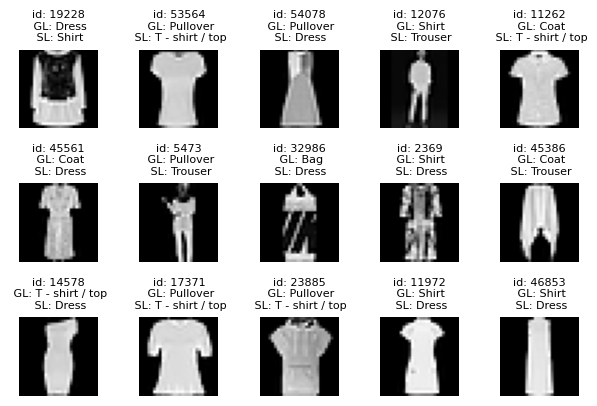 id: 19228
GL: Dress
SL: Shirt
id: 53564
GL: Pullover
SL: T - shirt / top
id: 54078
GL: Pullover
SL: Dress
id: 12076
GL: Shirt
SL: Trouser
id: 11262
GL: Coat
SL: T - shirt / top
id: 45561
GL: Coat
SL: Dress
id: 5473
GL: Pullover
SL: Trouser
id: 32986
GL: Bag
SL: Dress
id: 2369
GL: Shirt
SL: Dress
id: 45386
GL: Coat
SL: Trouser
id: 14578
GL: T - shirt / top
SL: Dress
id: 17371
GL: Pullover
SL: T - shirt / top
id: 23885
GL: Pullover
SL: T - shirt / top
id: 11972
GL: Shirt
SL: Dress
id: 46853
GL: Shirt
SL: Dress